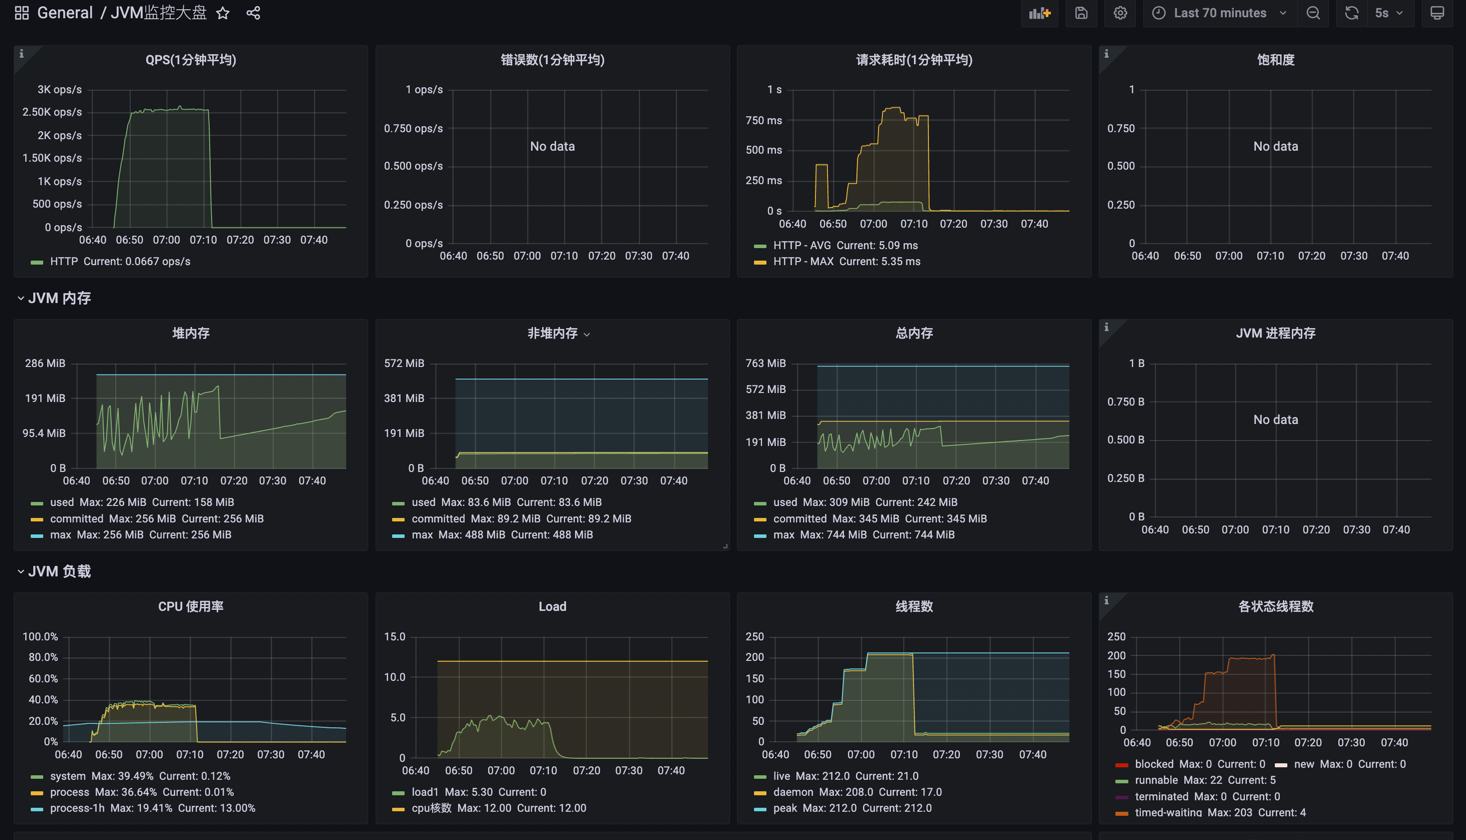 General / JVM监控大盘
Last 70 minutes
5s
QPS(1分钟平均)
3K ops/s
2.50K ops/s
2K ops/s
1.50K ops/s
1K ops/s
500 ops/s
0 ops/s
06:40 06:50 07:00 07:10 07:20 07:30 07:40
HTTP Current: 0.0667 ops/s
错误数(1分钟平均)
1 ops/s
0.750 ops/s
0.500 ops/s
0.250 ops/s
0 ops/s
No data
06:40 06:50 07:00 07:10 07:20 07:30 07:40
请求耗时(1分钟平均)
1 s
750 ms
500 ms
250 ms
0 s
06:40 06:50 07:00 07:10 07:20 07:30 07:40
HTTP - AVG Current: 5.09 ms
HTTP - MAX Current: 5.35 ms
饱和度
1
0.750
0.500
0.250
0
No data
06:40 06:50 07:00 07:10 07:20 07:30 07:40
JVM 内存
堆内存
286 MiB
191 MiB
95.4 MiB
0 B
06:40 06:50 07:00 07:10 07:20 07:30 07:40
used Max: 226 MiB Current: 158 MiB
committed Max: 256 MiB Current: 256 MiB
max Max: 256 MiB Current: 256 MiB
非堆内存
572 MiB
381 MiB
191 MiB
0 B
06:40 06:50 07:00 07:10 07:20 07:30 07:40
used Max: 83.6 MiB Current: 83.6 MiB
committed Max: 89.2 MiB Current: 89.2 MiB
max Max: 488 MiB Current: 488 MiB
总内存
763 MiB
572 MiB
381 MiB
191 MiB
0 B
06:40 06:50 07:00 07:10 07:20 07:30 07:40
used Max: 309 MiB Current: 242 MiB
committed Max: 345 MiB Current: 345 MiB
max Max: 744 MiB Current: 744 MiB
JVM 进程内存
1 B
0.750 B
0.500 B
0.250 B
0 B
No data
06:40 06:50 07:00 07:10 07:20 07:30 07:40
JVM 负载
CPU 使用率
100.0%
80.0%
60.0%
40.0%
20.0%
0%
06:40 06:50 07:00 07:10 07:20 07:30 07:40
system Max: 39.49% Current: 0.12%
process Max: 36.64% Current: 0.01%
process-1h Max: 19.41% Current: 13.00%
Load
15.0
10.0
5.0
0
06:40 06:50 07:00 07:10 07:20 07:30 07:40
load1 Max: 5.30 Current: 0
cpu核数 Max: 12.00 Current: 12.00
线程数
250
200
150
100
50
0
06:40 06:50 07:00 07:10 07:20 07:30 07:40
live Max: 212.0 Current: 21.0
daemon Max: 208.0 Current: 17.0
peak Max: 212.0 Current: 212.0
各状态线程数
250
200
150
100
50
0
06:40 06:50 07:00 07:10 07:20 07:30 07:40
blocked Max: 0 Current: 0 new Max: 0 Current: 0
runnable Max: 22 Current: 5
terminated Max: 0 Current: 0
timed-waiting Max: 203 Current: 4